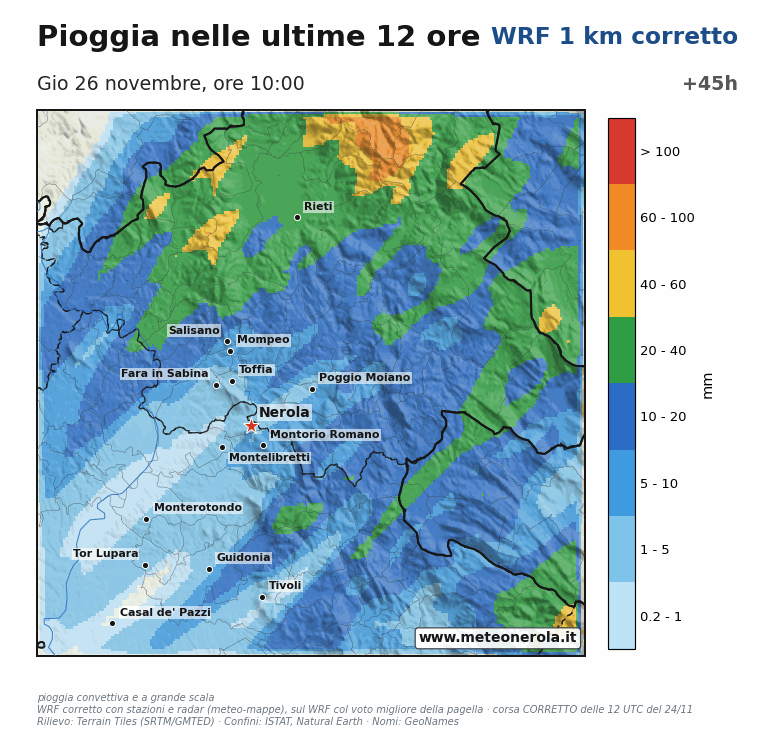 Pioggia nelle ultime 12 ore WRF 1 km corretto
Gio 26 novembre, ore 10:00 +45h
Rieti
Salisano
Mompeo
Fara in Sabina
Toffia
Poggio Moiano
Nerola
Montorio Romano
Montelibretti
Monterotondo
Tor Lupara
Guidonia
Tivoli
Casal de' Pazzi
www.meteonerola.it
> 100
60 - 100
40 - 60
20 - 40
10 - 20
5 - 10
1 - 5
0.2 - 1
mm
pioggia convettiva e a grande scala
WRF corretto con stazioni e radar (meteo-mappe), sul WRF col voto migliore della pagella · corsa CORRETTO delle 12 UTC del 24/11
Rilievo: Terrain Tiles (SRTM/GMTED) · Confini: ISTAT, Natural Earth · Nomi: GeoNames